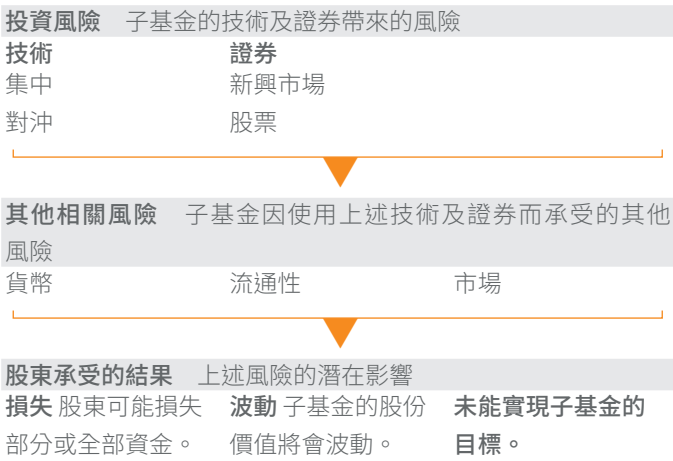 投資風險 子基金的技術及證券帶來的風險
技術 證券
集中 新興市場
對沖 股票
其他相關風險 子基金因使用上述技術及證券而承受的其他
風險
貨幣 流通性 市場
股東承受的結果 上述風險的潛在影響
損失 股東可能損失 波動 子基金的股份 未能實現子基金的
部分或全部資金。 價值將會波動。 目標。